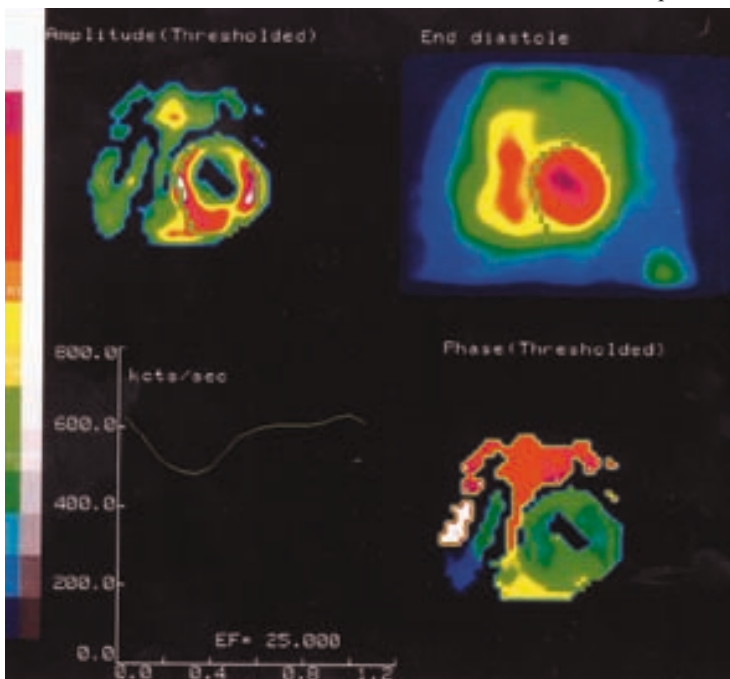 Amplitude(Thresholded)
End diastole
800.0
kcts/sec
600.0
400.0
200.0
0.0
EF= 25.000
0.0 0.4 0.8 1.2
Phase(Thresholded)